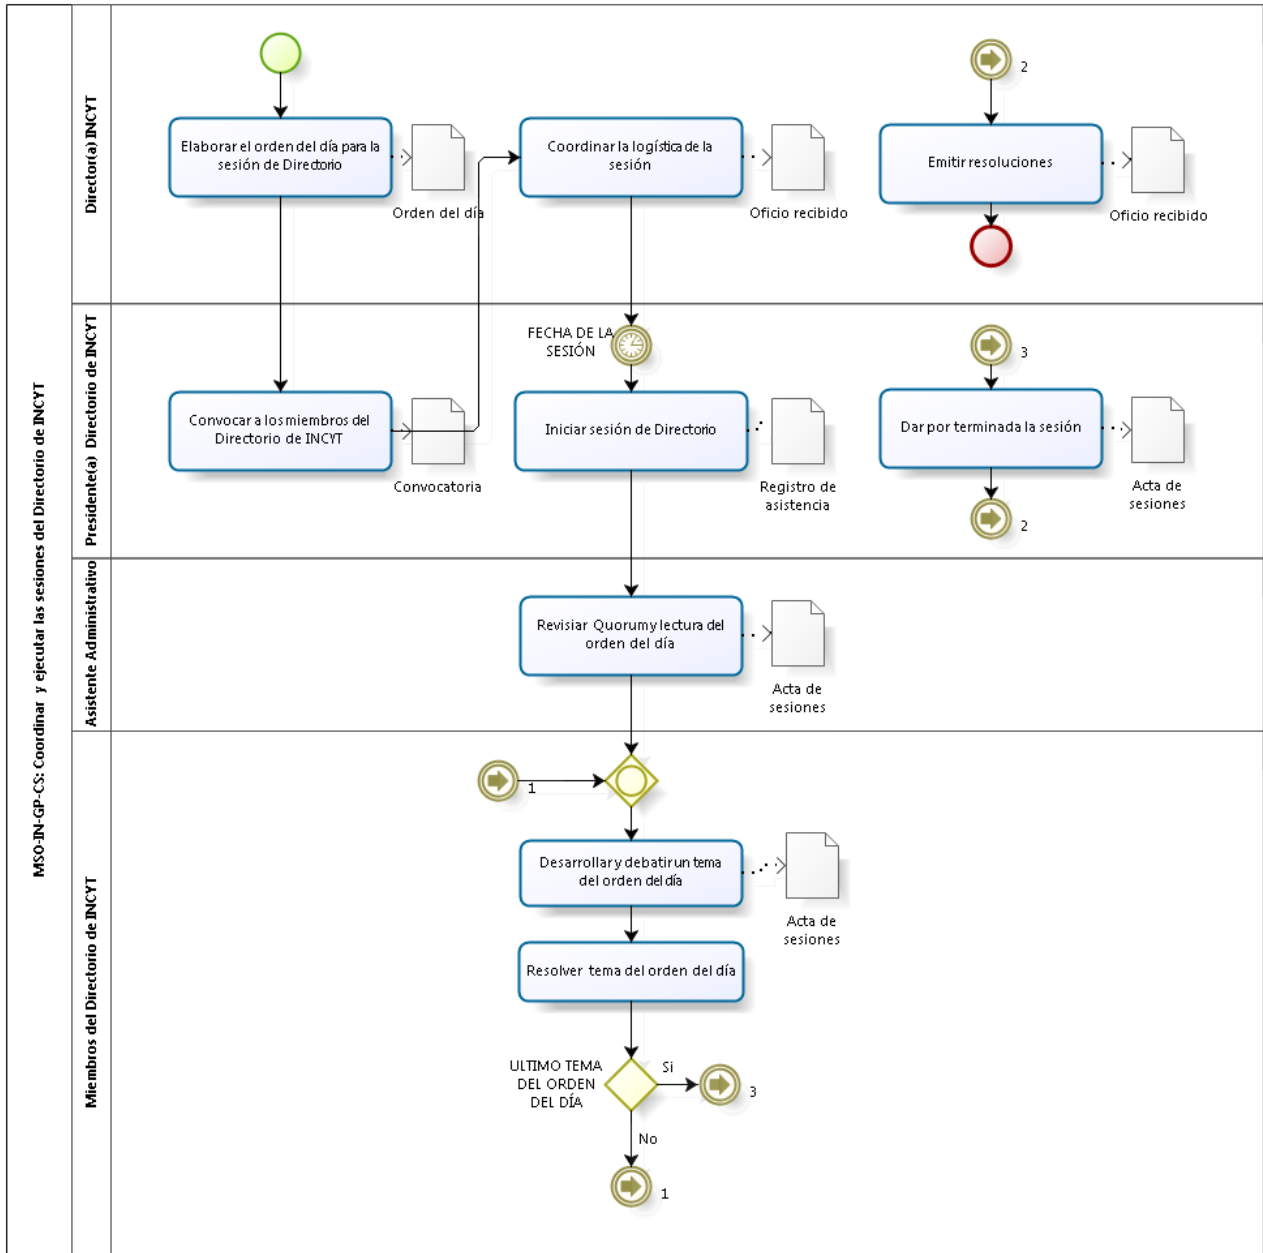 MSO-IN-GP-CS: Coordinar y ejecutar las sesiones del Directorio de INCYT
Director(a) INCYT
Elaborar el orden del día para la
sesión de Directorio
Orden del día
Coordinar la logística de la
sesión
Oficio recibido
2
Emitir resoluciones
Oficio recibido
Presidente(a) Directorio de INCYT
Convocar a los miembros del
Directorio de INCYT
Convocatoria
FECHA DE LA
SESIÓN
Iniciar sesión de Directorio
Registro de
asistencia
3
Dar por terminada la sesión
Acta de
sesiones
2
Asistente Administrativo
Revisiar Quorum y lectura del
orden del día
Acta de
sesiones
Miembros del Directorio de INCYT
1
Desarrollar y debatir un tema
del orden del día
Acta de
sesiones
Resolver tema del orden del día
ULTIMO TEMA
DEL ORDEN
DEL DÍA
Si
3
No
1